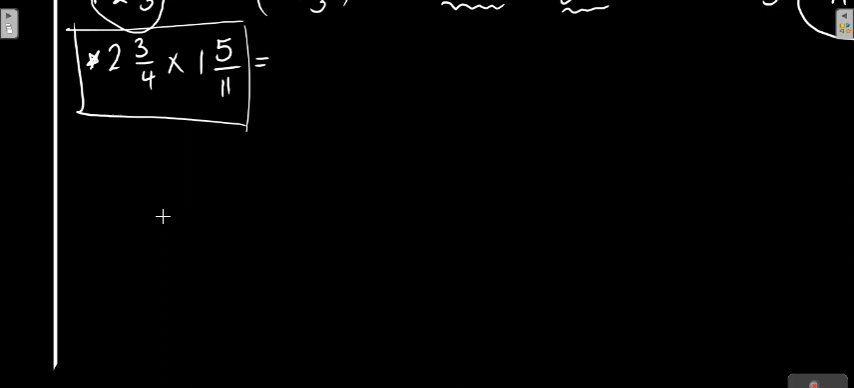 * 2 3/4 × 1 5/11 =